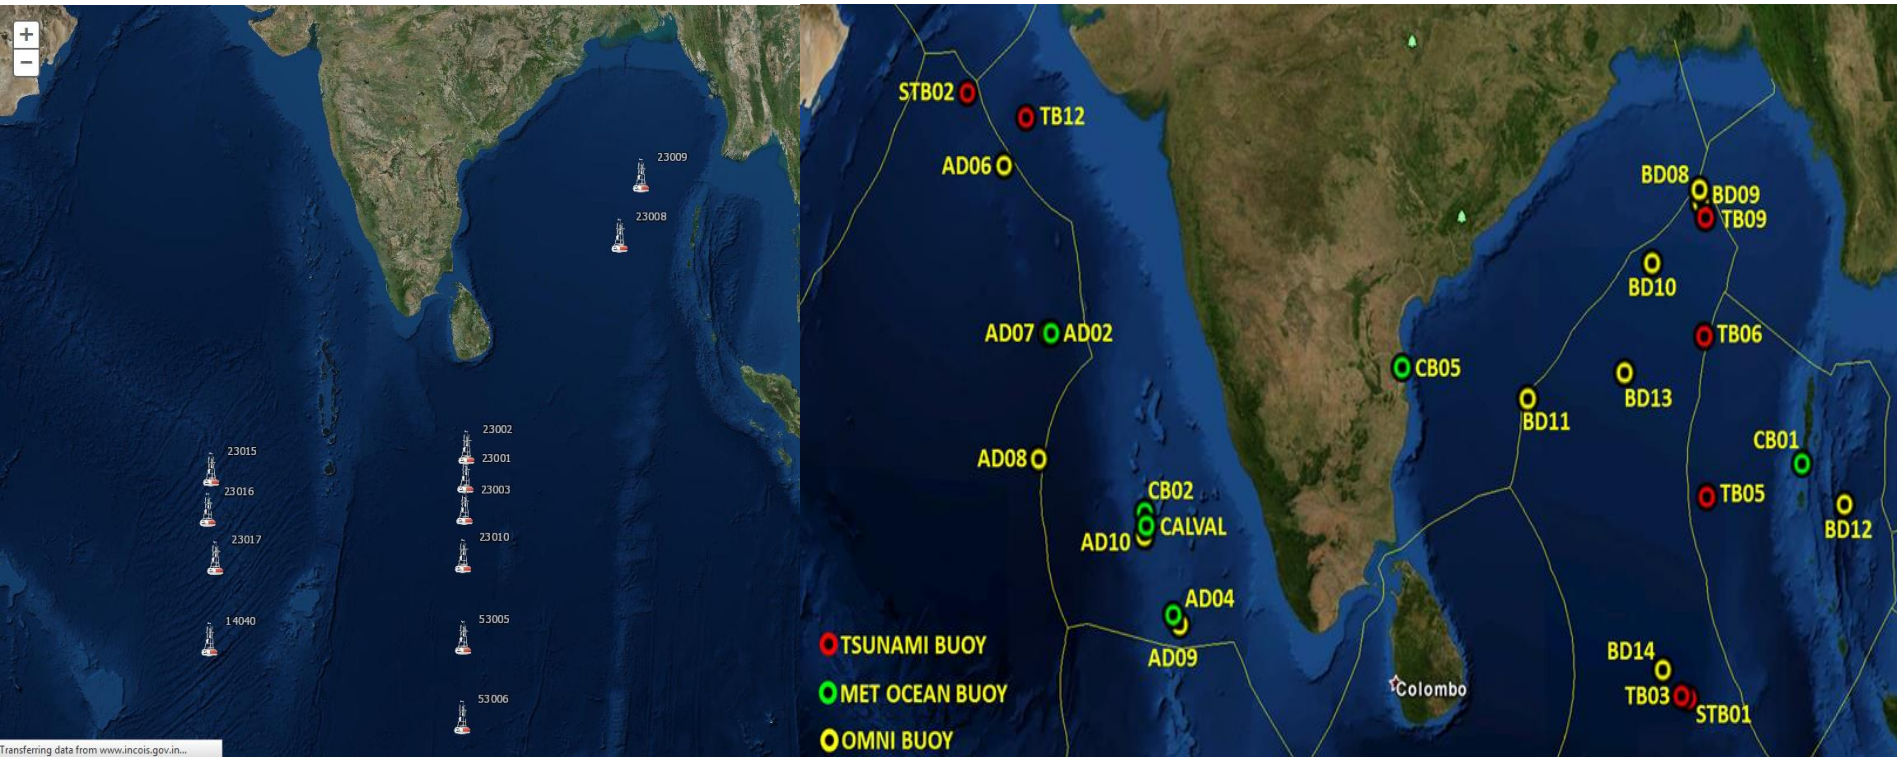 +
−
23009
23008
23002
23001
23003
23010
53005
53006
23015
23016
23017
14040
Transferring data from www.incois.gov.in...
STB02
TB12
AD06
BD08
BD09
TB09
BD10
AD07
AD02
TB06
CB05
BD13
BD11
CB01
AD08
CB02
TB05
CALVAL
BD12
AD10
AD04
TSUNAMI BUOY
BD14
AD09
MET OCEAN BUOY
Colombo
TB03
STB01
OMNI BUOY